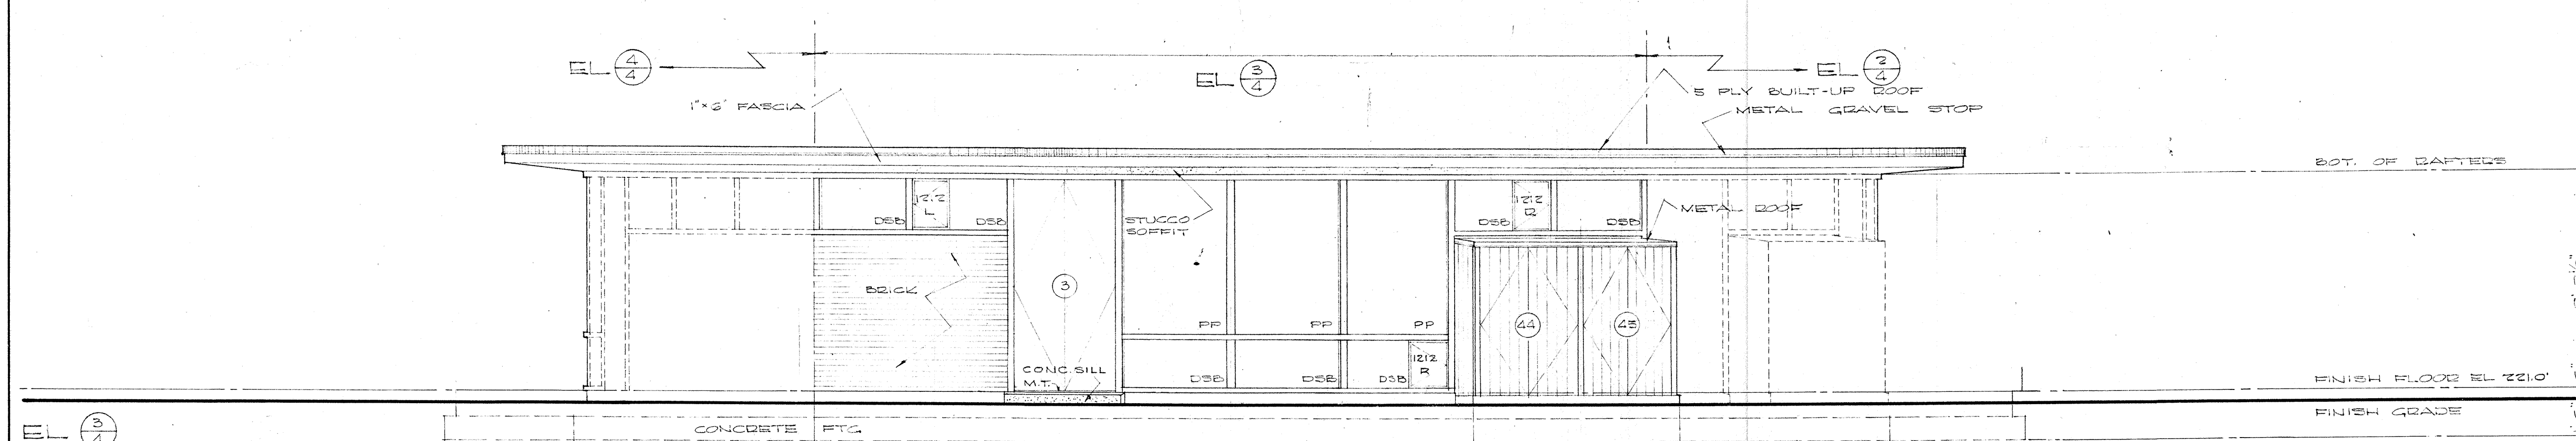 EL 4
4
EL 3
4
EL 2
4
1"x6" FASCIA
5 PLY BUILT-UP ROOF
METAL GRAVEL STOP
BOT. OF RAFTERS
DSB
1212
L
DSB
STUCCO
SOFFIT
DSB
1212
R
DSB
METAL ROOF
BRICK
3
PP
PP
PP
44
45
CONC. SILL
M.T.
DSB
DSB
DSB
1212
R
FINISH FLOOR EL 221.0'
FINISH GRADE
EL 3
4
CONCRETE FTG